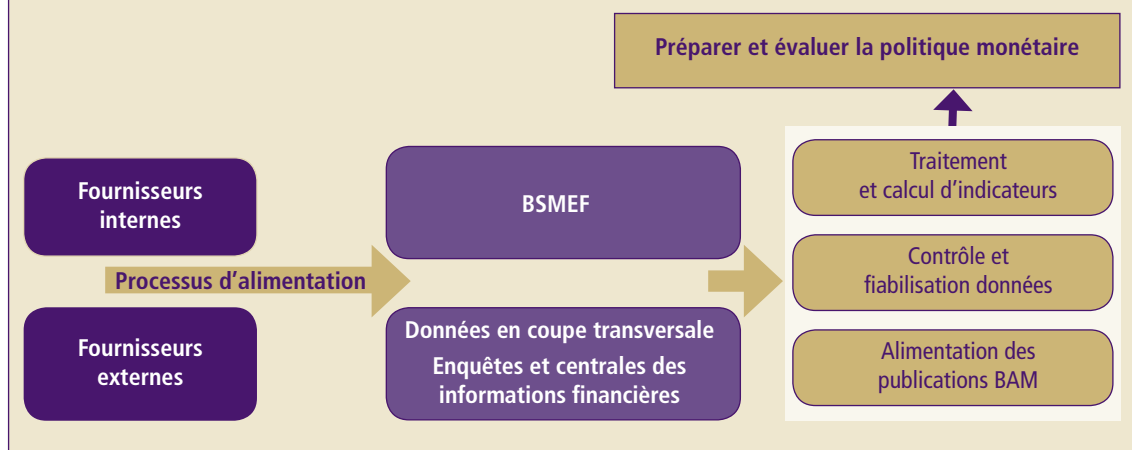 Préparer et évaluer la politique monétaire
Fournisseurs
internes
Processus d'alimentation
Fournisseurs
externes
BSMEF
Données en coupe transversale
Enquêtes et centrales des
informations financières
Traitement
et calcul d'indicateurs
Contrôle et
fiabilisation données
Alimentation des
publications BAM